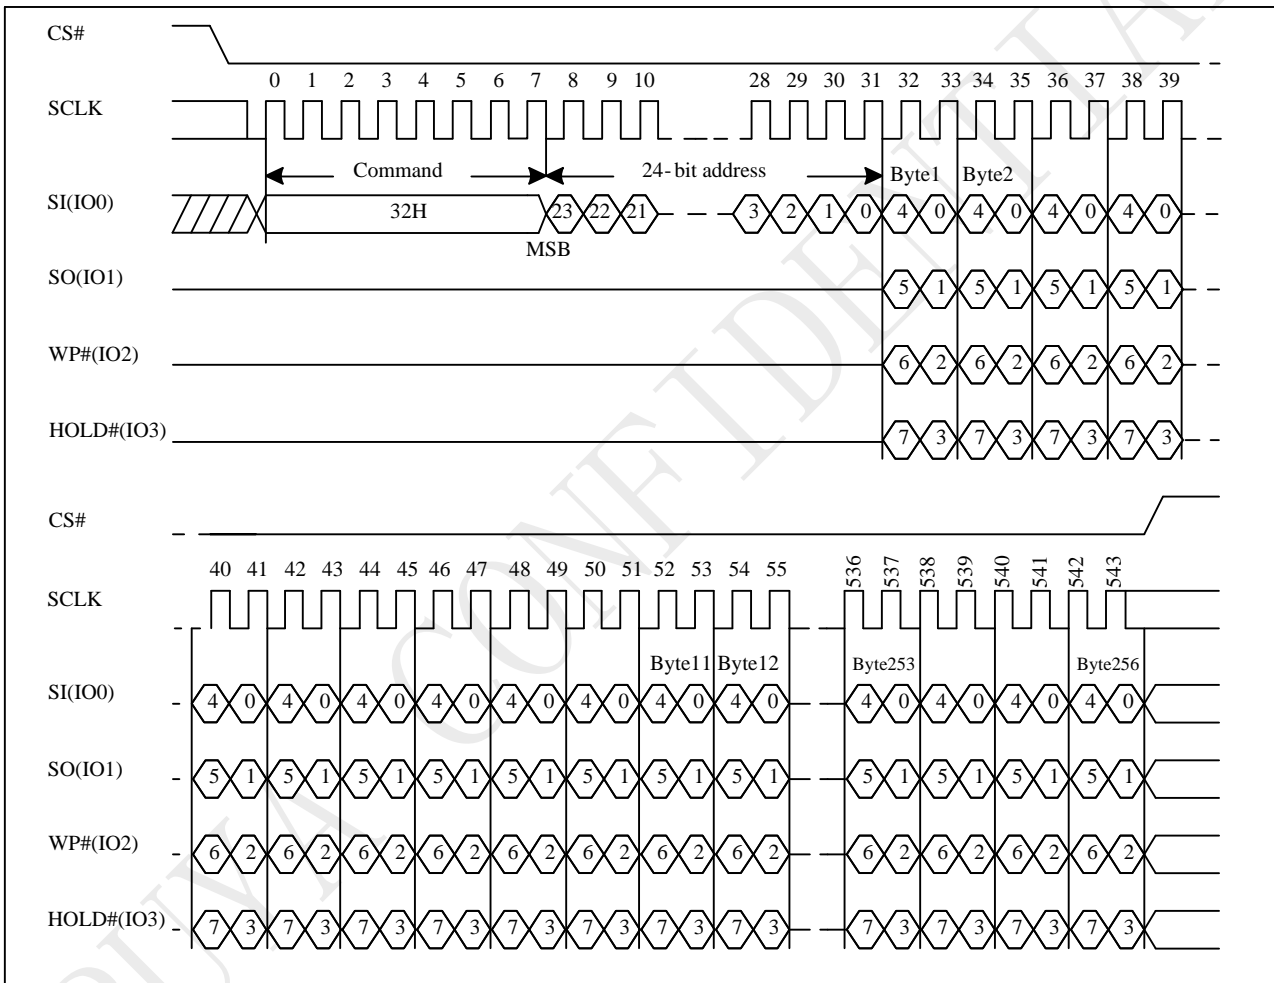 CS#
0 1 2 3 4 5 6 7 8 9 10 28 29 30 31 32 33 34 35 36 37 38 39
SCLK
Command 24-bit address Byte1 Byte2
SI(IO0) 32H 23 22 21 3 2 1 0 4 0 4 0 4 0 4 0
MSB
SO(IO1) 5 1 5 1 5 1 5 1
WP#(IO2) 6 2 6 2 6 2 6 2
HOLD#(IO3) 7 3 7 3 7 3 7 3
CS#
40 41 42 43 44 45 46 47 48 49 50 51 52 53 54 55 536 537 538 539 540 541 542 543
SCLK
Byte11 Byte12 Byte253 Byte256
SI(IO0) 4 0 4 0 4 0 4 0 4 0 4 0 4 0 4 0 4 0 4 0 4 0 4 0
SO(IO1) 5 1 5 1 5 1 5 1 5 1 5 1 5 1 5 1 5 1 5 1 5 1 5 1
WP#(IO2) 6 2 6 2 6 2 6 2 6 2 6 2 6 2 6 2 6 2 6 2 6 2 6 2
HOLD#(IO3) 7 3 7 3 7 3 7 3 7 3 7 3 7 3 7 3 7 3 7 3 7 3 7 3
PUYA CONFIDENTIAL